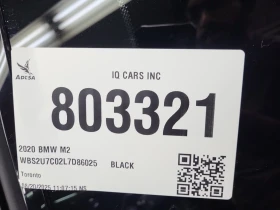 ADESA
IQ CARS INC
803321
2020 BMW M2
WBS2U7C02L7D86025 BLACK
Toronto